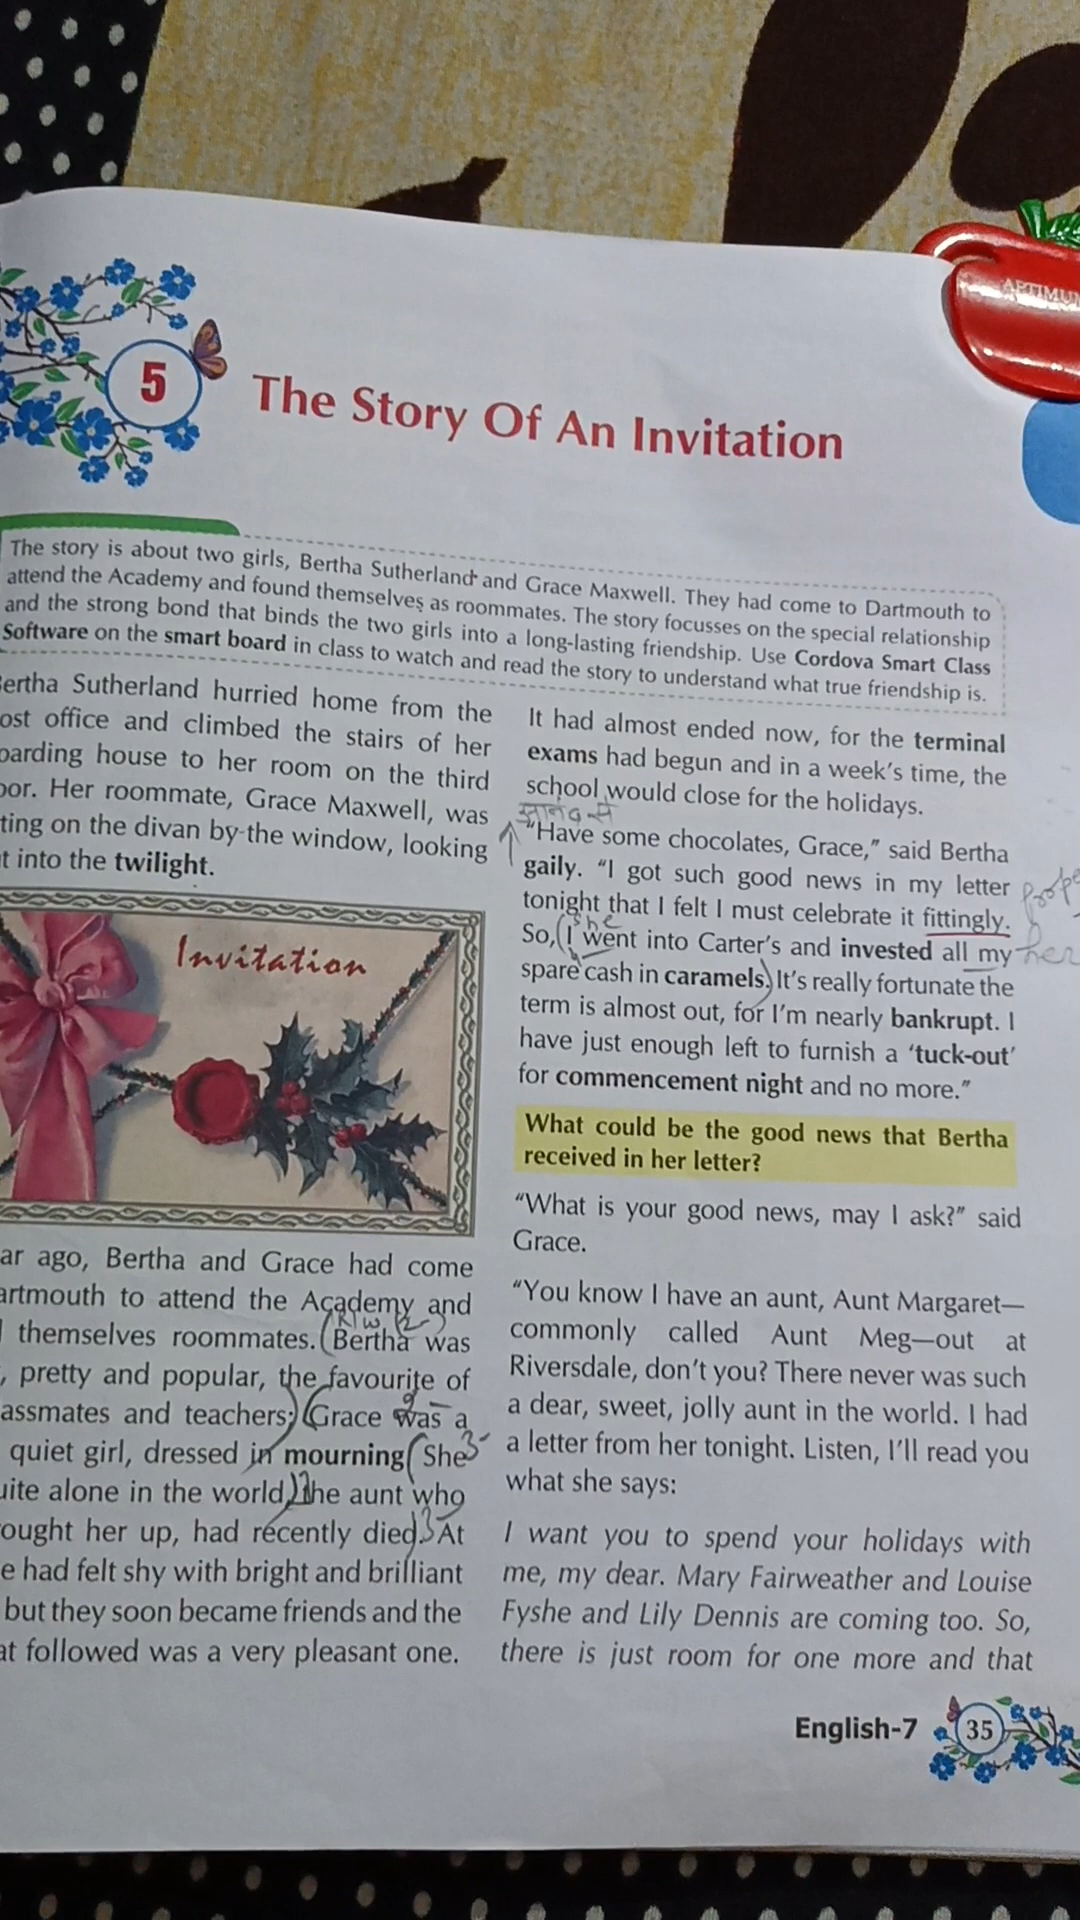 5
The Story Of An Invitation
The story is about two girls, Bertha Sutherland and Grace Maxwell. They had come to Dartmouth to
attend the Academy and found themselves as roommates. The story focusses on the special relationship
and the strong bond that binds the two girls into a long-lasting friendship. Use Cordova Smart Class
Software on the smart board in class to watch and read the story to understand what true friendship is.
ertha Sutherland hurried home from the
ost office and climbed the stairs of her
oarding house to her room on the third
oor. Her roommate, Grace Maxwell, was
ting on the divan by the window, looking
t into the twilight.
Invitation
ar ago, Bertha and Grace had come
artmouth to attend the Academy and
themselves roommates. Bertha was
, pretty and popular, the favourite of
assmates and teachers; Grace was a
quiet girl, dressed in mourning. She
uite alone in the world, the aunt who
ought her up, had recently died. At
e had felt shy with bright and brilliant
but they soon became friends and the
at followed was a very pleasant one.
It had almost ended now, for the terminal
exams had begun and in a week's time, the
school would close for the holidays.
आनंद से
"Have some chocolates, Grace," said Bertha
gaily. "I got such good news in my letter
tonight that I felt I must celebrate it fittingly.
she
So, I went into Carter's and invested all my her
spare cash in caramels. It's really fortunate the
term is almost out, for I'm nearly bankrupt. I
have just enough left to furnish a 'tuck-out'
for commencement night and no more."
What could be the good news that Bertha
received in her letter?
"What is your good news, may I ask?" said
Grace.
"You know I have an aunt, Aunt Margaret—
commonly called Aunt Meg—out at
Riversdale, don't you? There never was such
a dear, sweet, jolly aunt in the world. I had
a letter from her tonight. Listen, I'll read you
what she says:
I want you to spend your holidays with
me, my dear. Mary Fairweather and Louise
Fyshe and Lily Dennis are coming too. So,
there is just room for one more and that
English-7 35